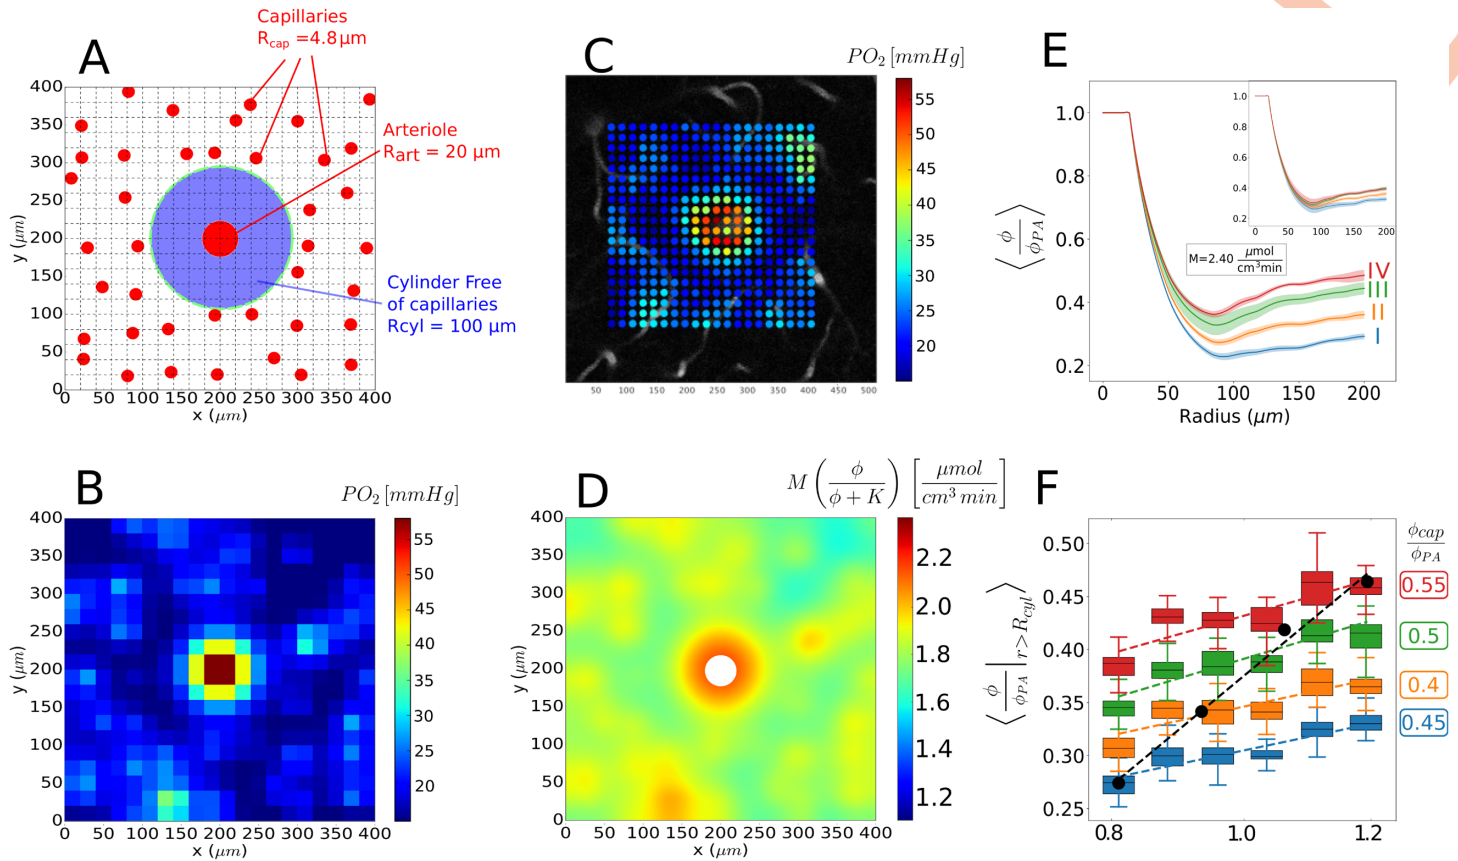 A
Capillaries
R_cap =4.8 μm
Arteriole
R_art = 20 μm
Cylinder Free
of capillaries
Rcyl = 100 μm
400
350
300
250
200
150
100
50
0
y (μm)
0 50 100 150 200 250 300 350 400
x (μm)
C
PO₂ [mmHg]
55
50
45
40
35
30
25
20
50 100 150 200 250 300 350 400 450 500
E
⟨ϕ/ϕ_PA⟩
1.0
0.8
0.6
0.4
0.2
0 50 100 150 200
Radius (μm)
1.0
0.8
0.6
0.4
0.2
0 50 100 150 200
M=2.40 μmol/cm³min
IV
III
II
I
B
PO₂ [mmHg]
400
350
300
250
200
150
100
50
0
y (μm)
0 50 100 150 200 250 300 350 400
x (μm)
55
50
45
40
35
30
25
20
D
M (ϕ/(ϕ + K)) [μmol/cm³ min]
400
350
300
250
200
150
100
50
0
y (μm)
0 50 100 150 200 250 300 350 400
x (μm)
2.2
2.0
1.8
1.6
1.4
1.2
1.1
F
⟨ϕ/ϕ_PA | r>R_cyl⟩
0.50
0.45
0.40
0.35
0.30
0.25
0.8 1.0 1.2
ϕ_cap/ϕ_PA
0.55
0.5
0.4
0.45